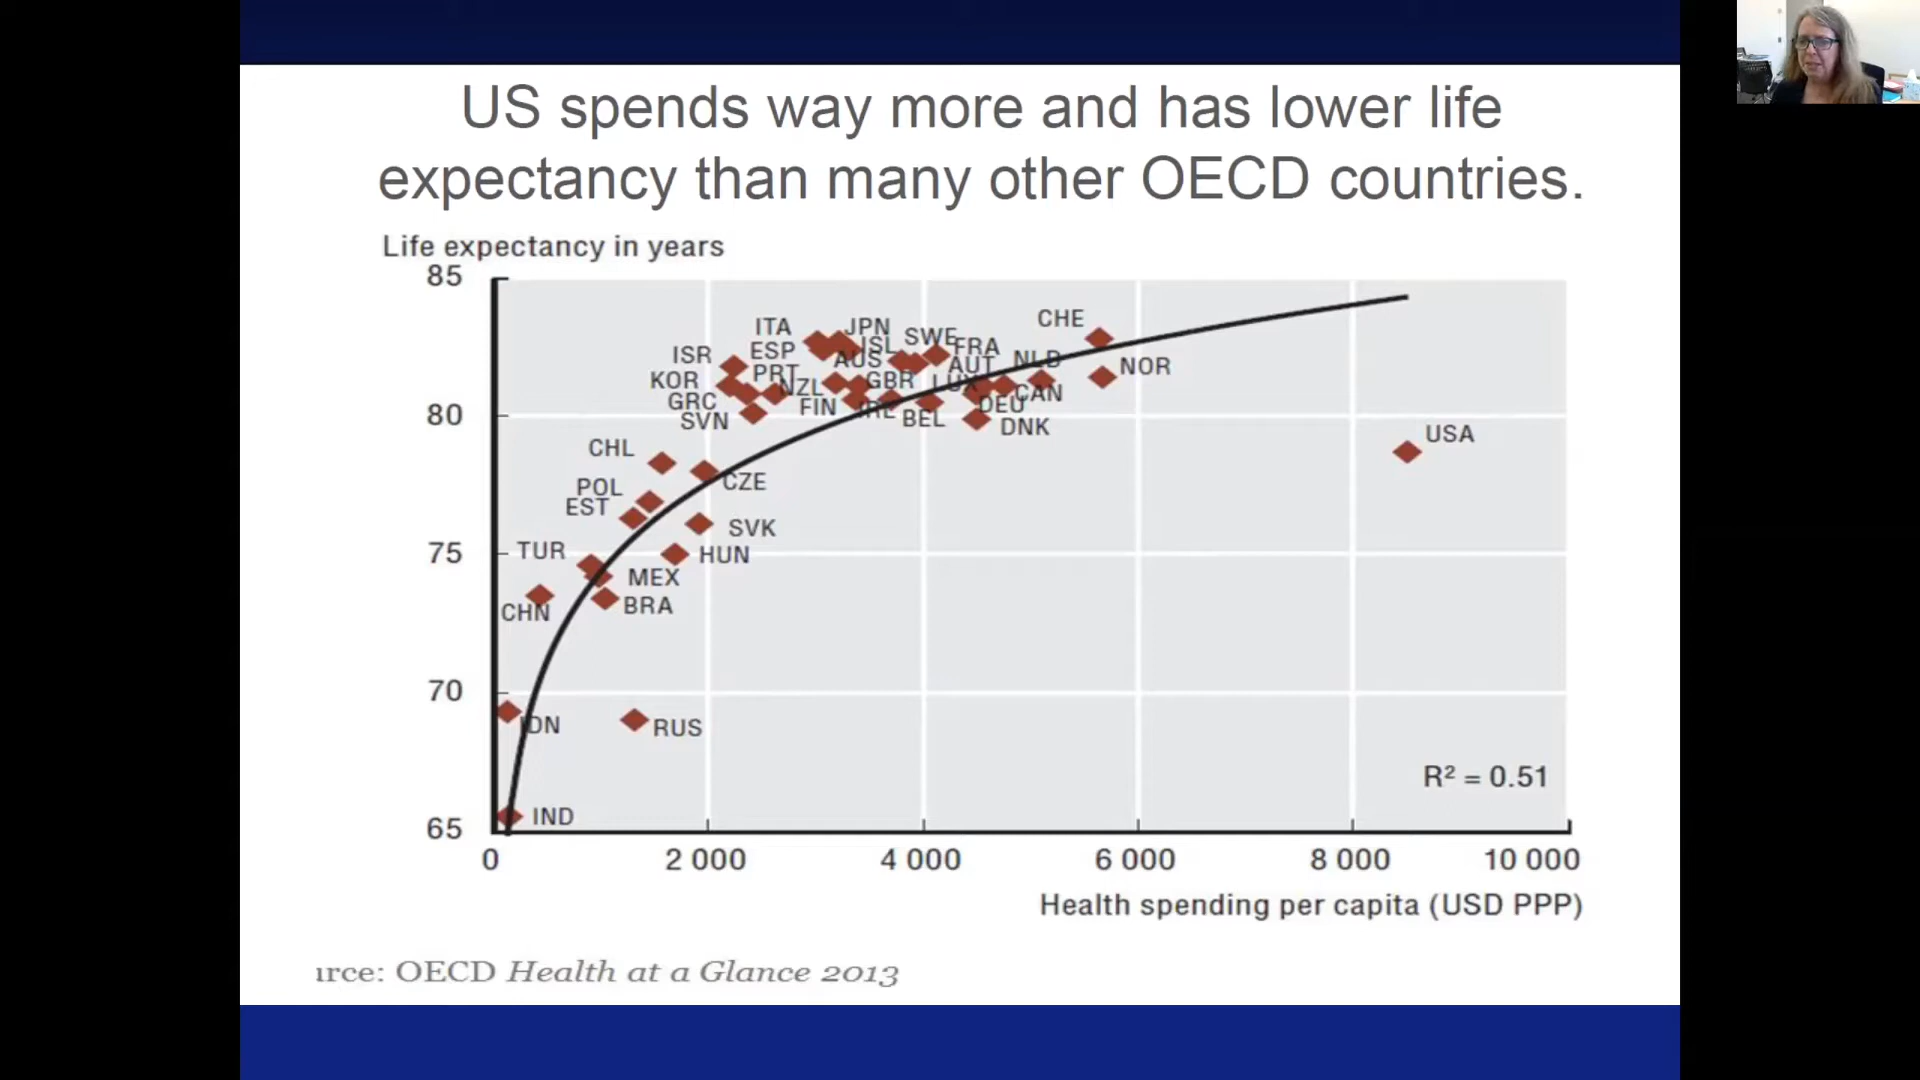 US spends way more and has lower life
expectancy than many other OECD countries.
Life expectancy in years
85
CHE
ITA
JPN
SWE
ISL
FRA
ISR
ESP
AUS
NLD
AUT
NOR
KOR
PRT
NZL
GBR
LUX
CAN
GRC
FIN
IRL
DEU
80
SVN
BEL
DNK
USA
CHL
CZE
POL
EST
SVK
75
TUR
HUN
MEX
CHN
BRA
70
IDN
RUS
R² = 0.51
65
IND
0
2 000
4 000
6 000
8 000
10 000
Health spending per capita (USD PPP)
rce: OECD Health at a Glance 2013